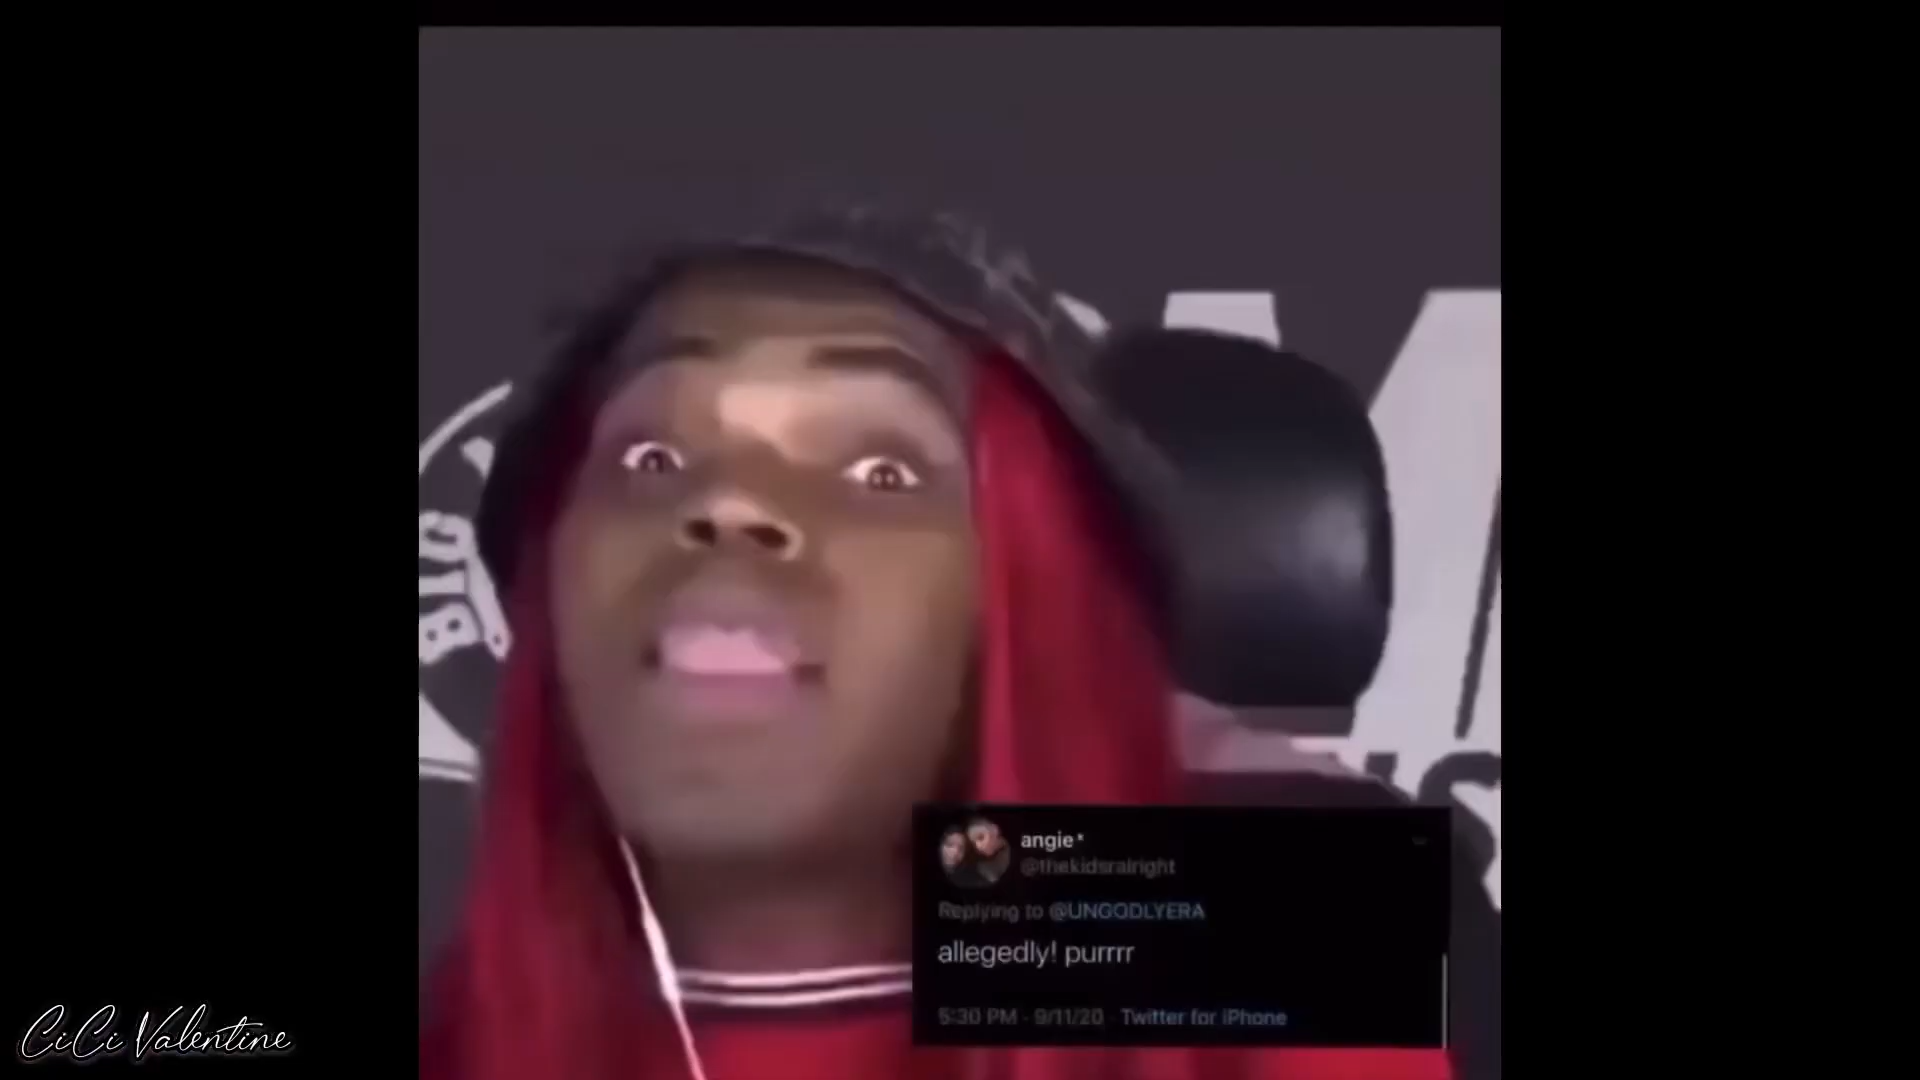 angie*
@thekidsralright
Replying to @UNGODLYERA
allegedly! purrrr
5:30 PM - 9/11/20 · Twitter for iPhone
CiCi Valentine